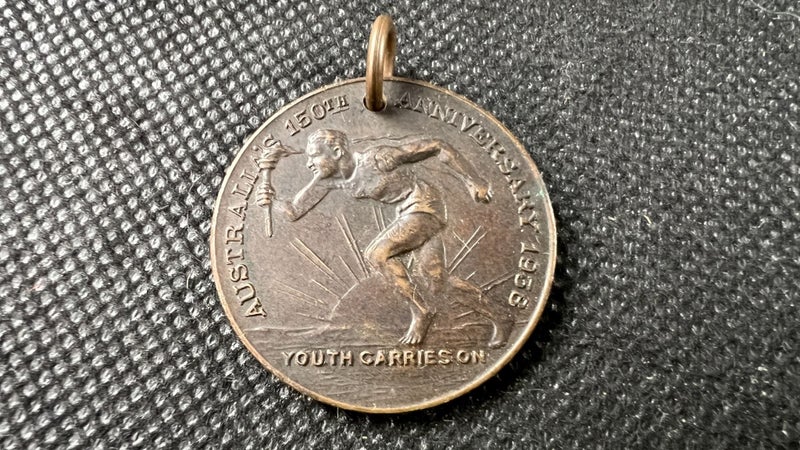 AUSTRALIA'S 150TH ANNIVERSARY 1938
YOUTH CARRIES ON